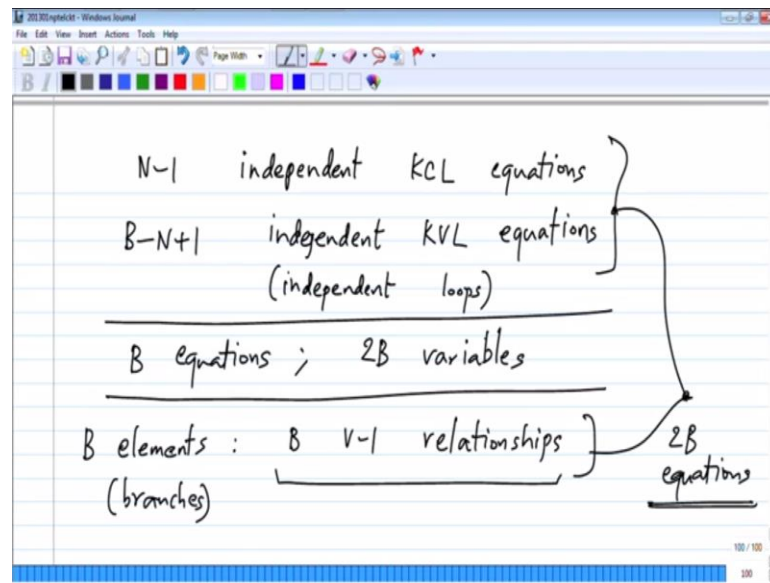 201301nptelckt - Windows Journal
File Edit View Insert Actions Tools Help
Page Width
B I
N-1 independent KCL equations
B-N+1 independent KVL equations
(independent loops)
B equations ; 2B variables
B elements : B V-I relationships
2B
(branches)
equations
100 / 100
100